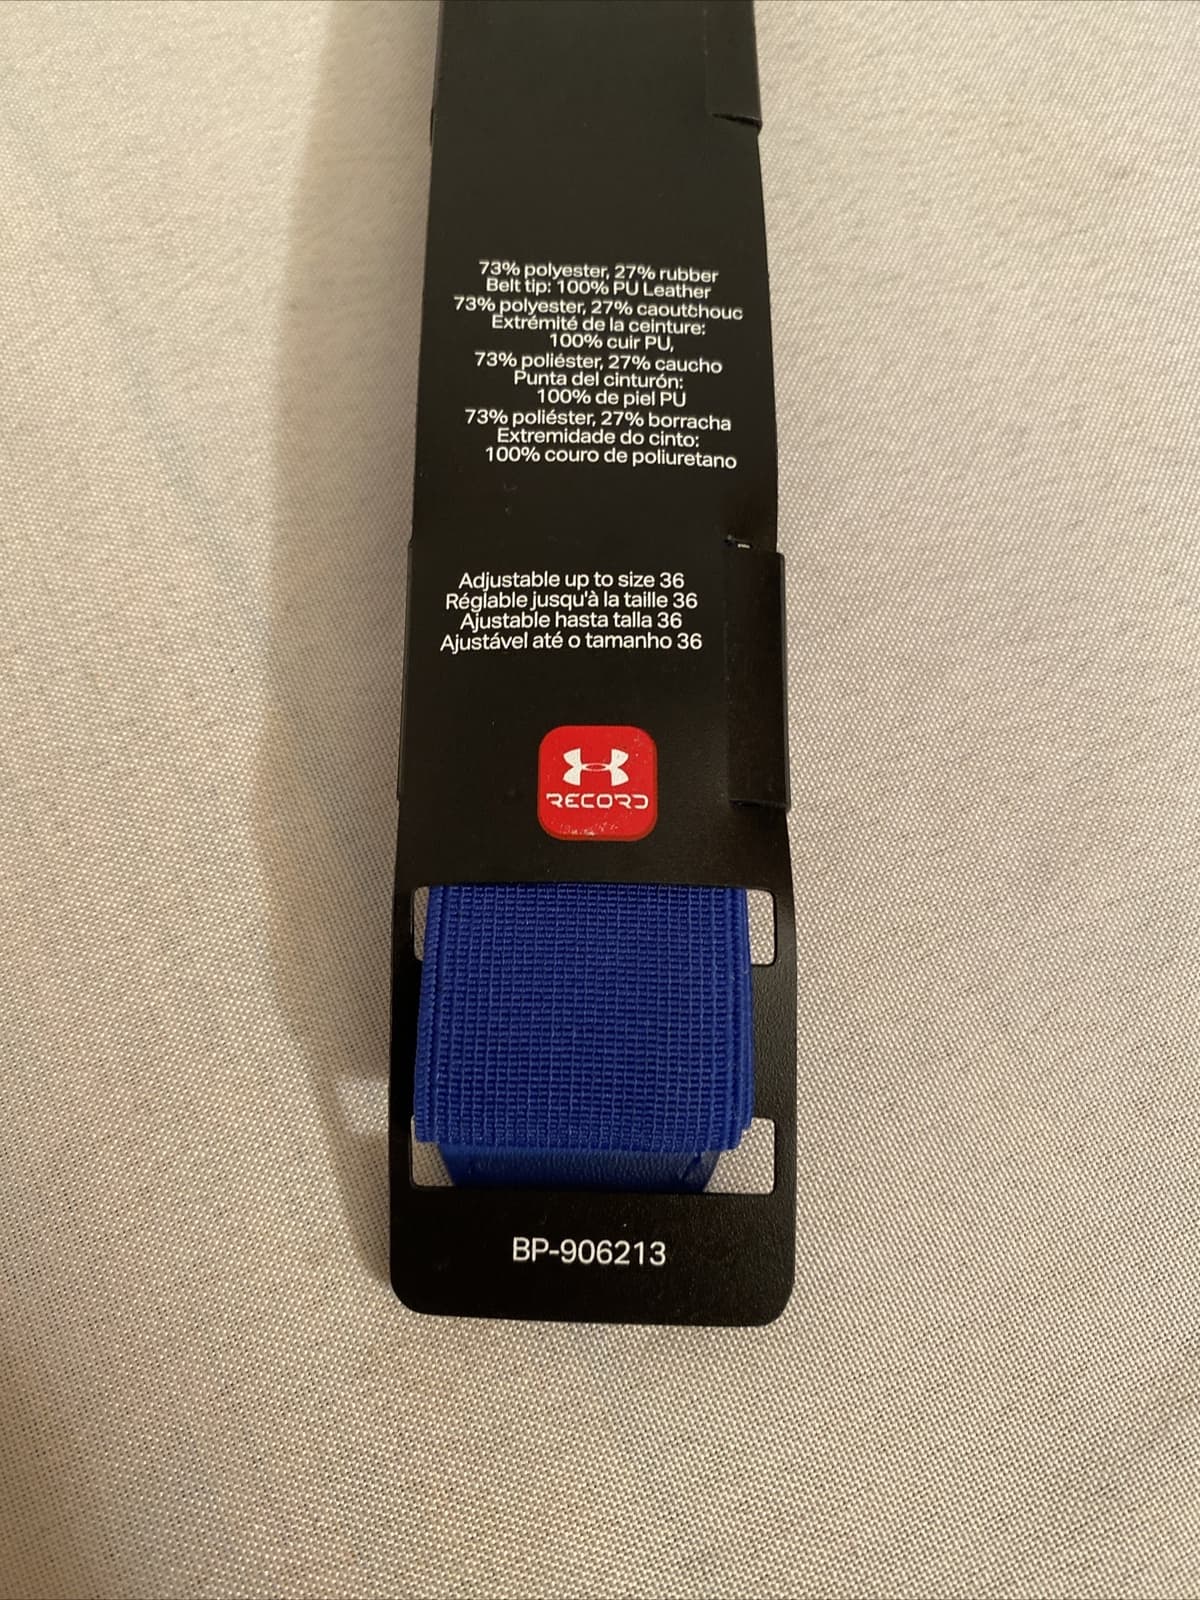 73% polyester, 27% rubber
Belt tip: 100% PU Leather
73% polyester, 27% caoutchouc
Extrémité de la ceinture:
100% cuir PU,
73% poliéster, 27% caucho
Punta del cinturón:
100% de piel PU
73% poliéster, 27% borracha
Extremidade do cinto:
100% couro de poliuretano
Adjustable up to size 36
Réglable jusqu'à la taille 36
Ajustable hasta talla 36
Ajustável até o tamanho 36
RECORD
BP-906213